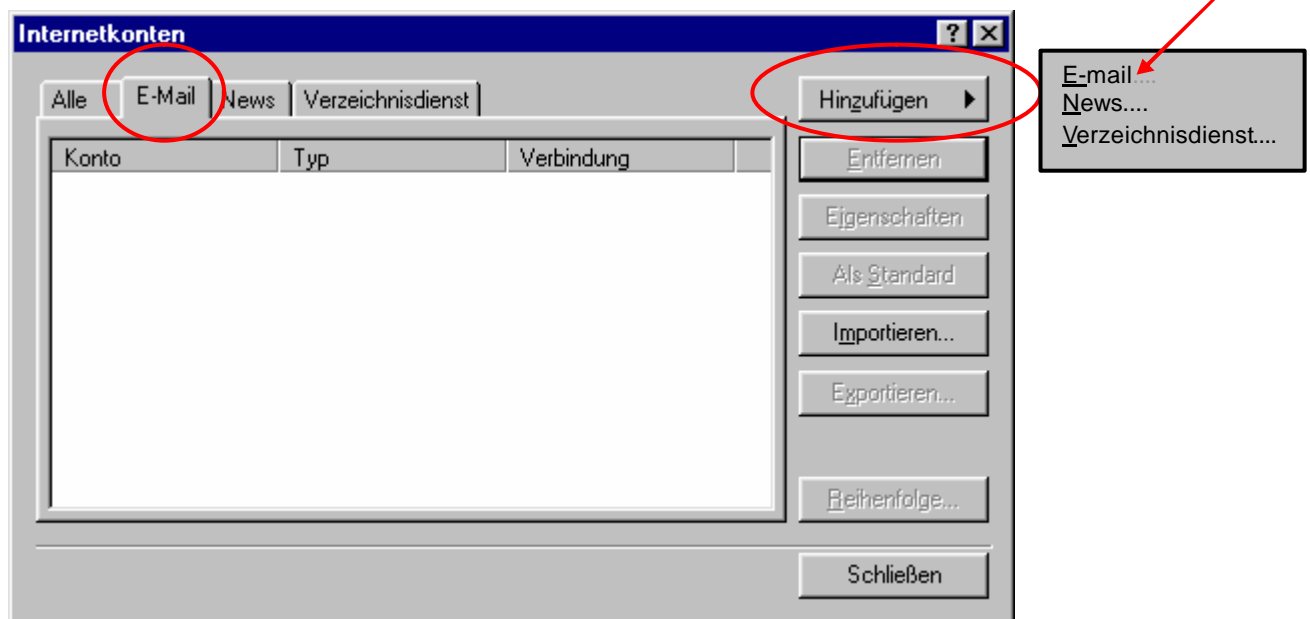 Internetkonten
Alle E-Mail News Verzeichnisdienst
Konto Typ Verbindung
Hinzufügen
Entfernen
Eigenschaften
Als Standard
Importieren...
Exportieren...
Reihenfolge...
Schließen
E-mail....
News....
Verzeichnisdienst....